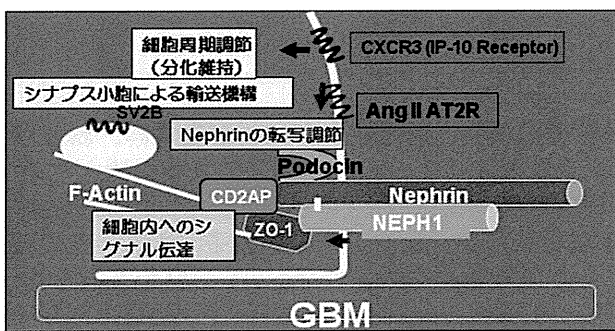 細胞周期調節
（分化維持）
CXCR3 (IP-10 Receptor)
シナプス小胞による輸送機構
SV2B
Ang II AT2R
Nephrinの転写調節
Podocin
F-Actin
CD2AP
Nephrin
細胞内へのシ
グナル伝達
ZO-1
NEPH1
GBM